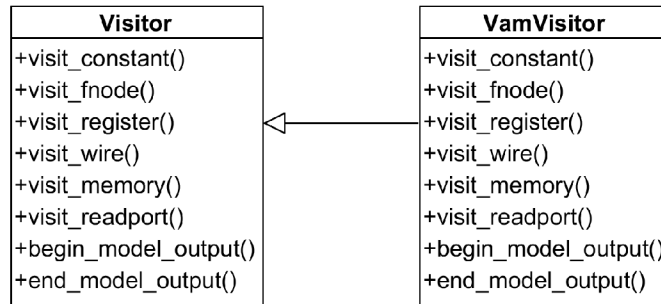 Visitor
+visit_constant()
+visit_fnode()
+visit_register()
+visit_wire()
+visit_memory()
+visit_readport()
+begin_model_output()
+end_model_output()
VamVisitor
+visit_constant()
+visit_fnode()
+visit_register()
+visit_wire()
+visit_memory()
+visit_readport()
+begin_model_output()
+end_model_output()